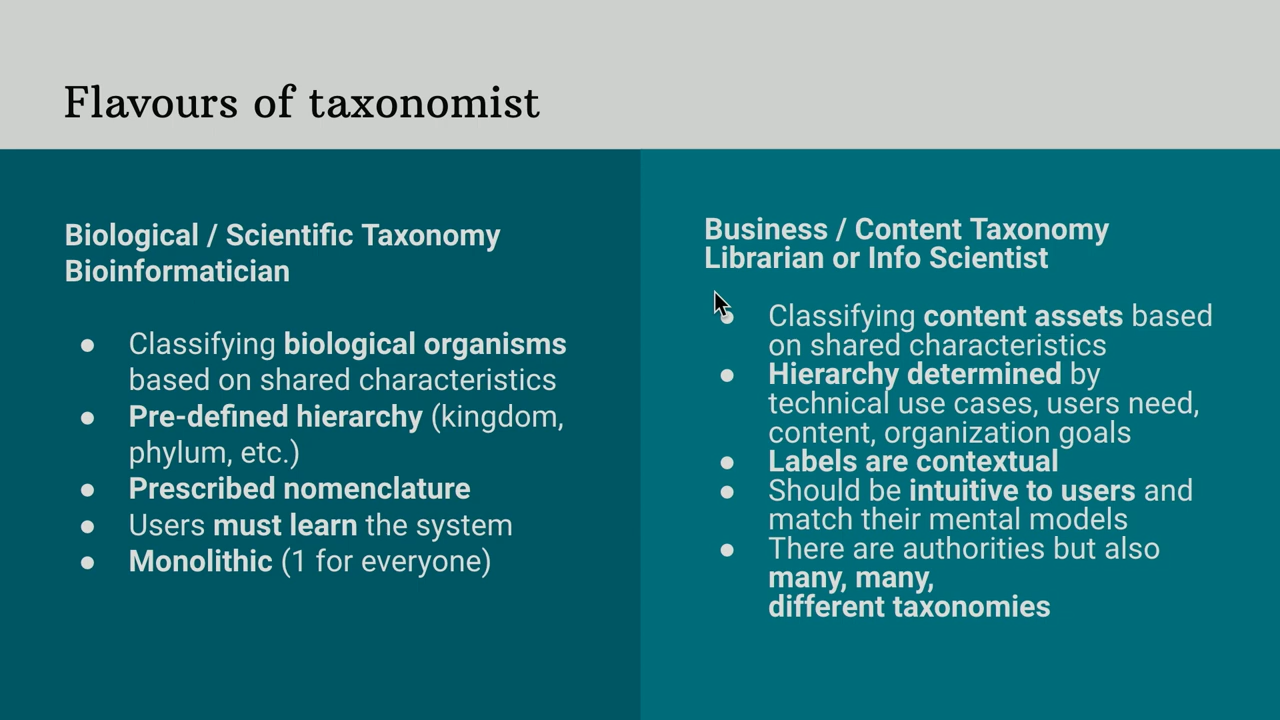 Flavours of taxonomist
Biological / Scientific Taxonomy
Bioinformatician
● Classifying biological organisms
based on shared characteristics
● Pre-defined hierarchy (kingdom,
phylum, etc.)
● Prescribed nomenclature
● Users must learn the system
● Monolithic (1 for everyone)
Business / Content Taxonomy
Librarian or Info Scientist
● Classifying content assets based
on shared characteristics
● Hierarchy determined by
technical use cases, users need,
content, organization goals
● Labels are contextual
● Should be intuitive to users and
match their mental models
● There are authorities but also
many, many,
different taxonomies